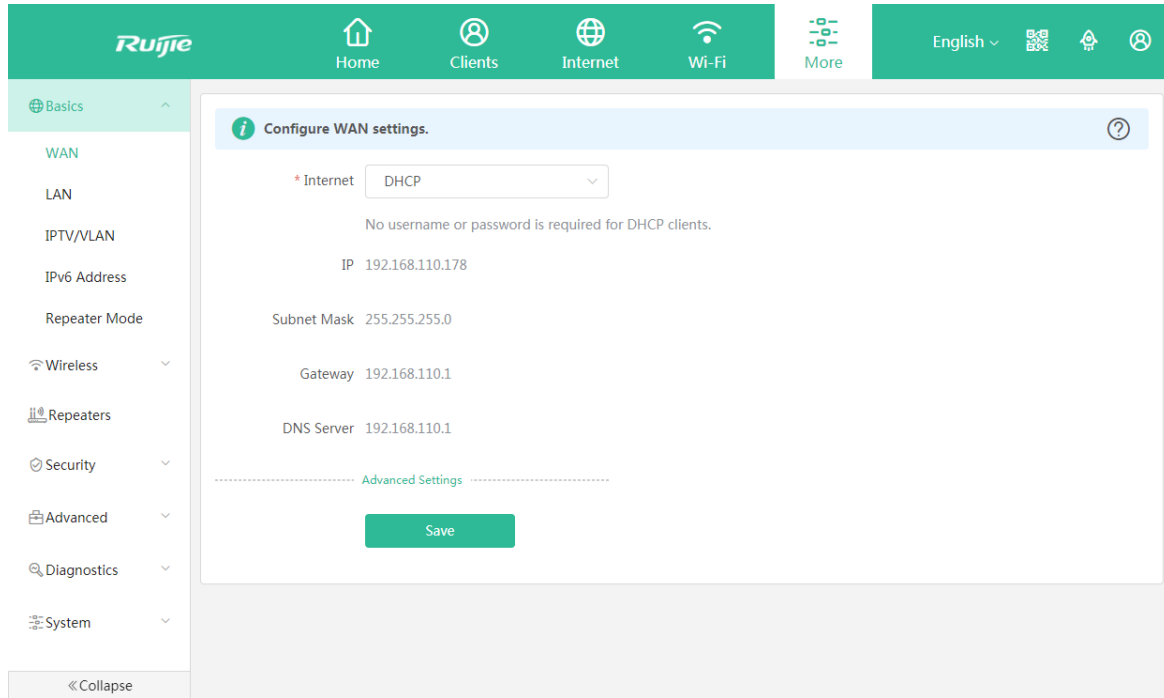 Ruijie
Home
Clients
Internet
Wi-Fi
More
English
Basics
WAN
LAN
IPTV/VLAN
IPv6 Address
Repeater Mode
Wireless
Repeaters
Security
Advanced
Diagnostics
System
«Collapse
Configure WAN settings.
* Internet DHCP
No username or password is required for DHCP clients.
IP 192.168.110.178
Subnet Mask 255.255.255.0
Gateway 192.168.110.1
DNS Server 192.168.110.1
Advanced Settings
Save